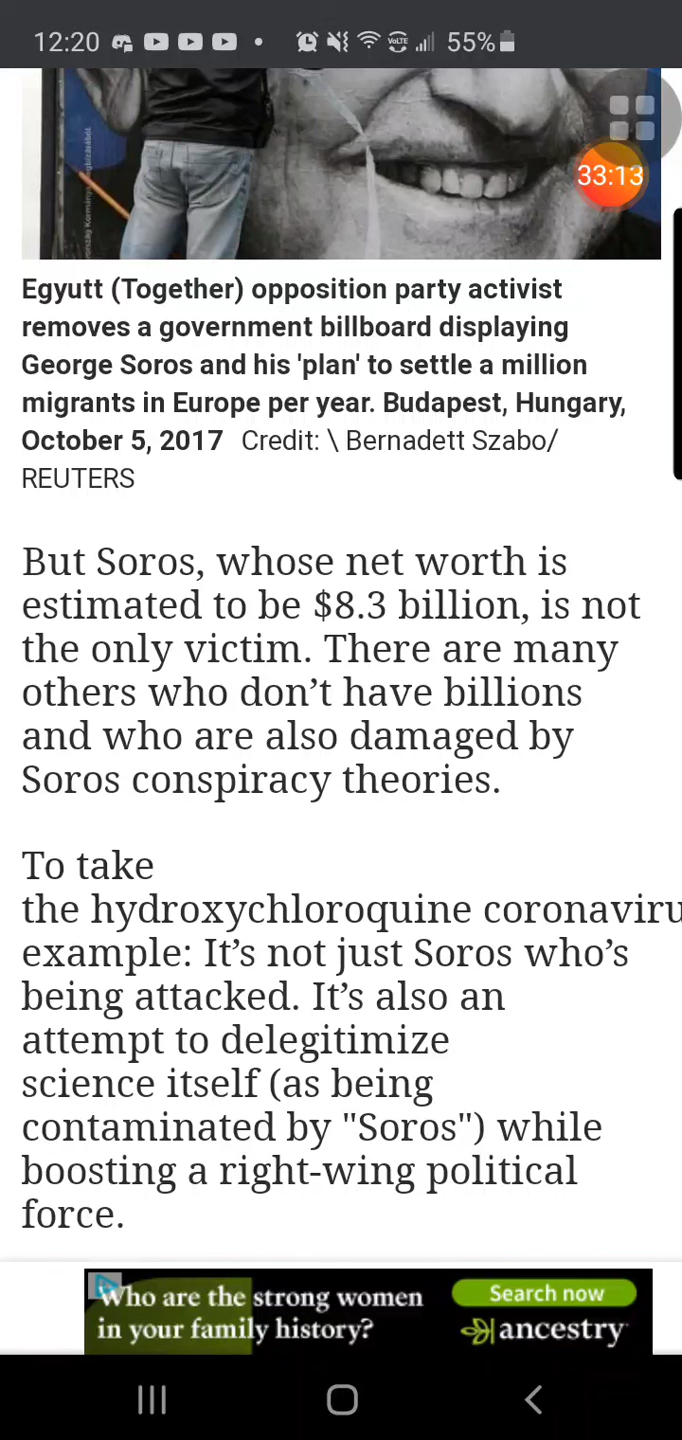 12:20
VoLTE
55%
33:13
Egyutt (Together) opposition party activist
removes a government billboard displaying
George Soros and his 'plan' to settle a million
migrants in Europe per year. Budapest, Hungary,
October 5, 2017 Credit: \ Bernadett Szabo/
REUTERS
But Soros, whose net worth is
estimated to be $8.3 billion, is not
the only victim. There are many
others who don’t have billions
and who are also damaged by
Soros conspiracy theories.
To take
the hydroxychloroquine coronaviru
example: It’s not just Soros who’s
being attacked. It’s also an
attempt to delegitimize
science itself (as being
contaminated by "Soros") while
boosting a right-wing political
force.
Who are the strong women
in your family history?
Search now
ancestry